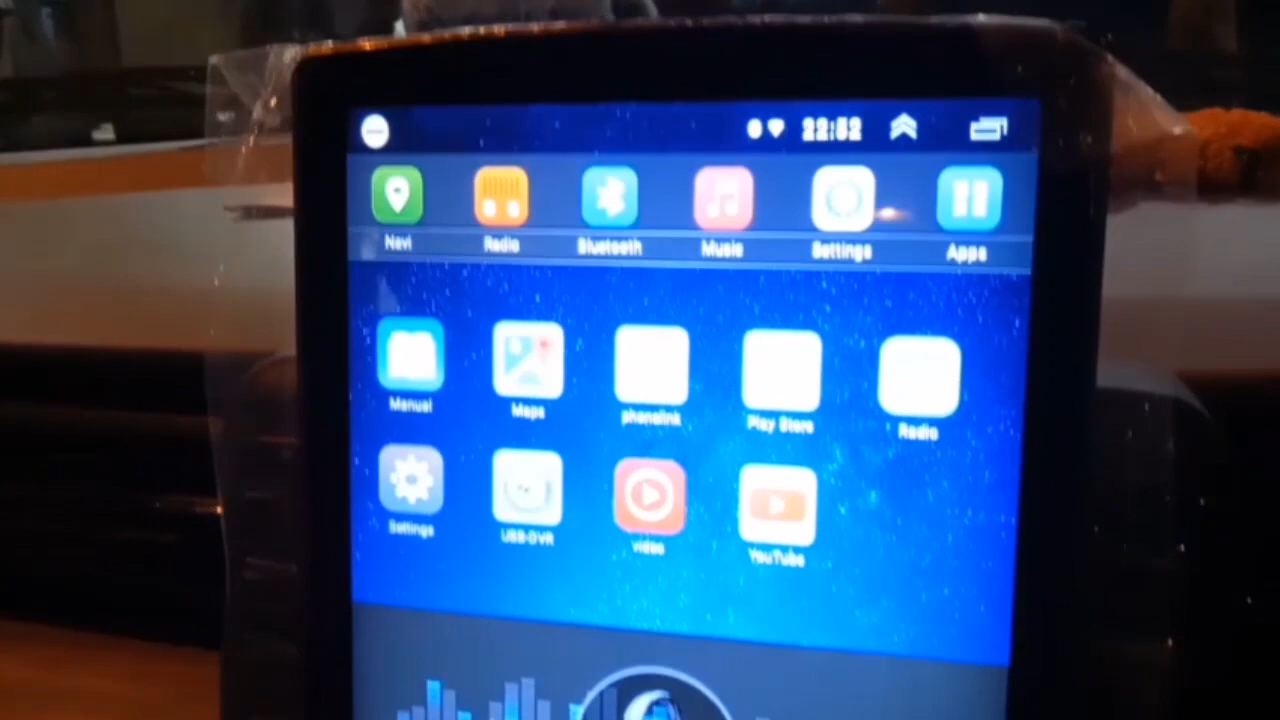 22:52
Navi Radio Bluetooth Music Settings Apps
Manual Maps phonelink Play Store Radio
Settings USB-DVR video YouTube